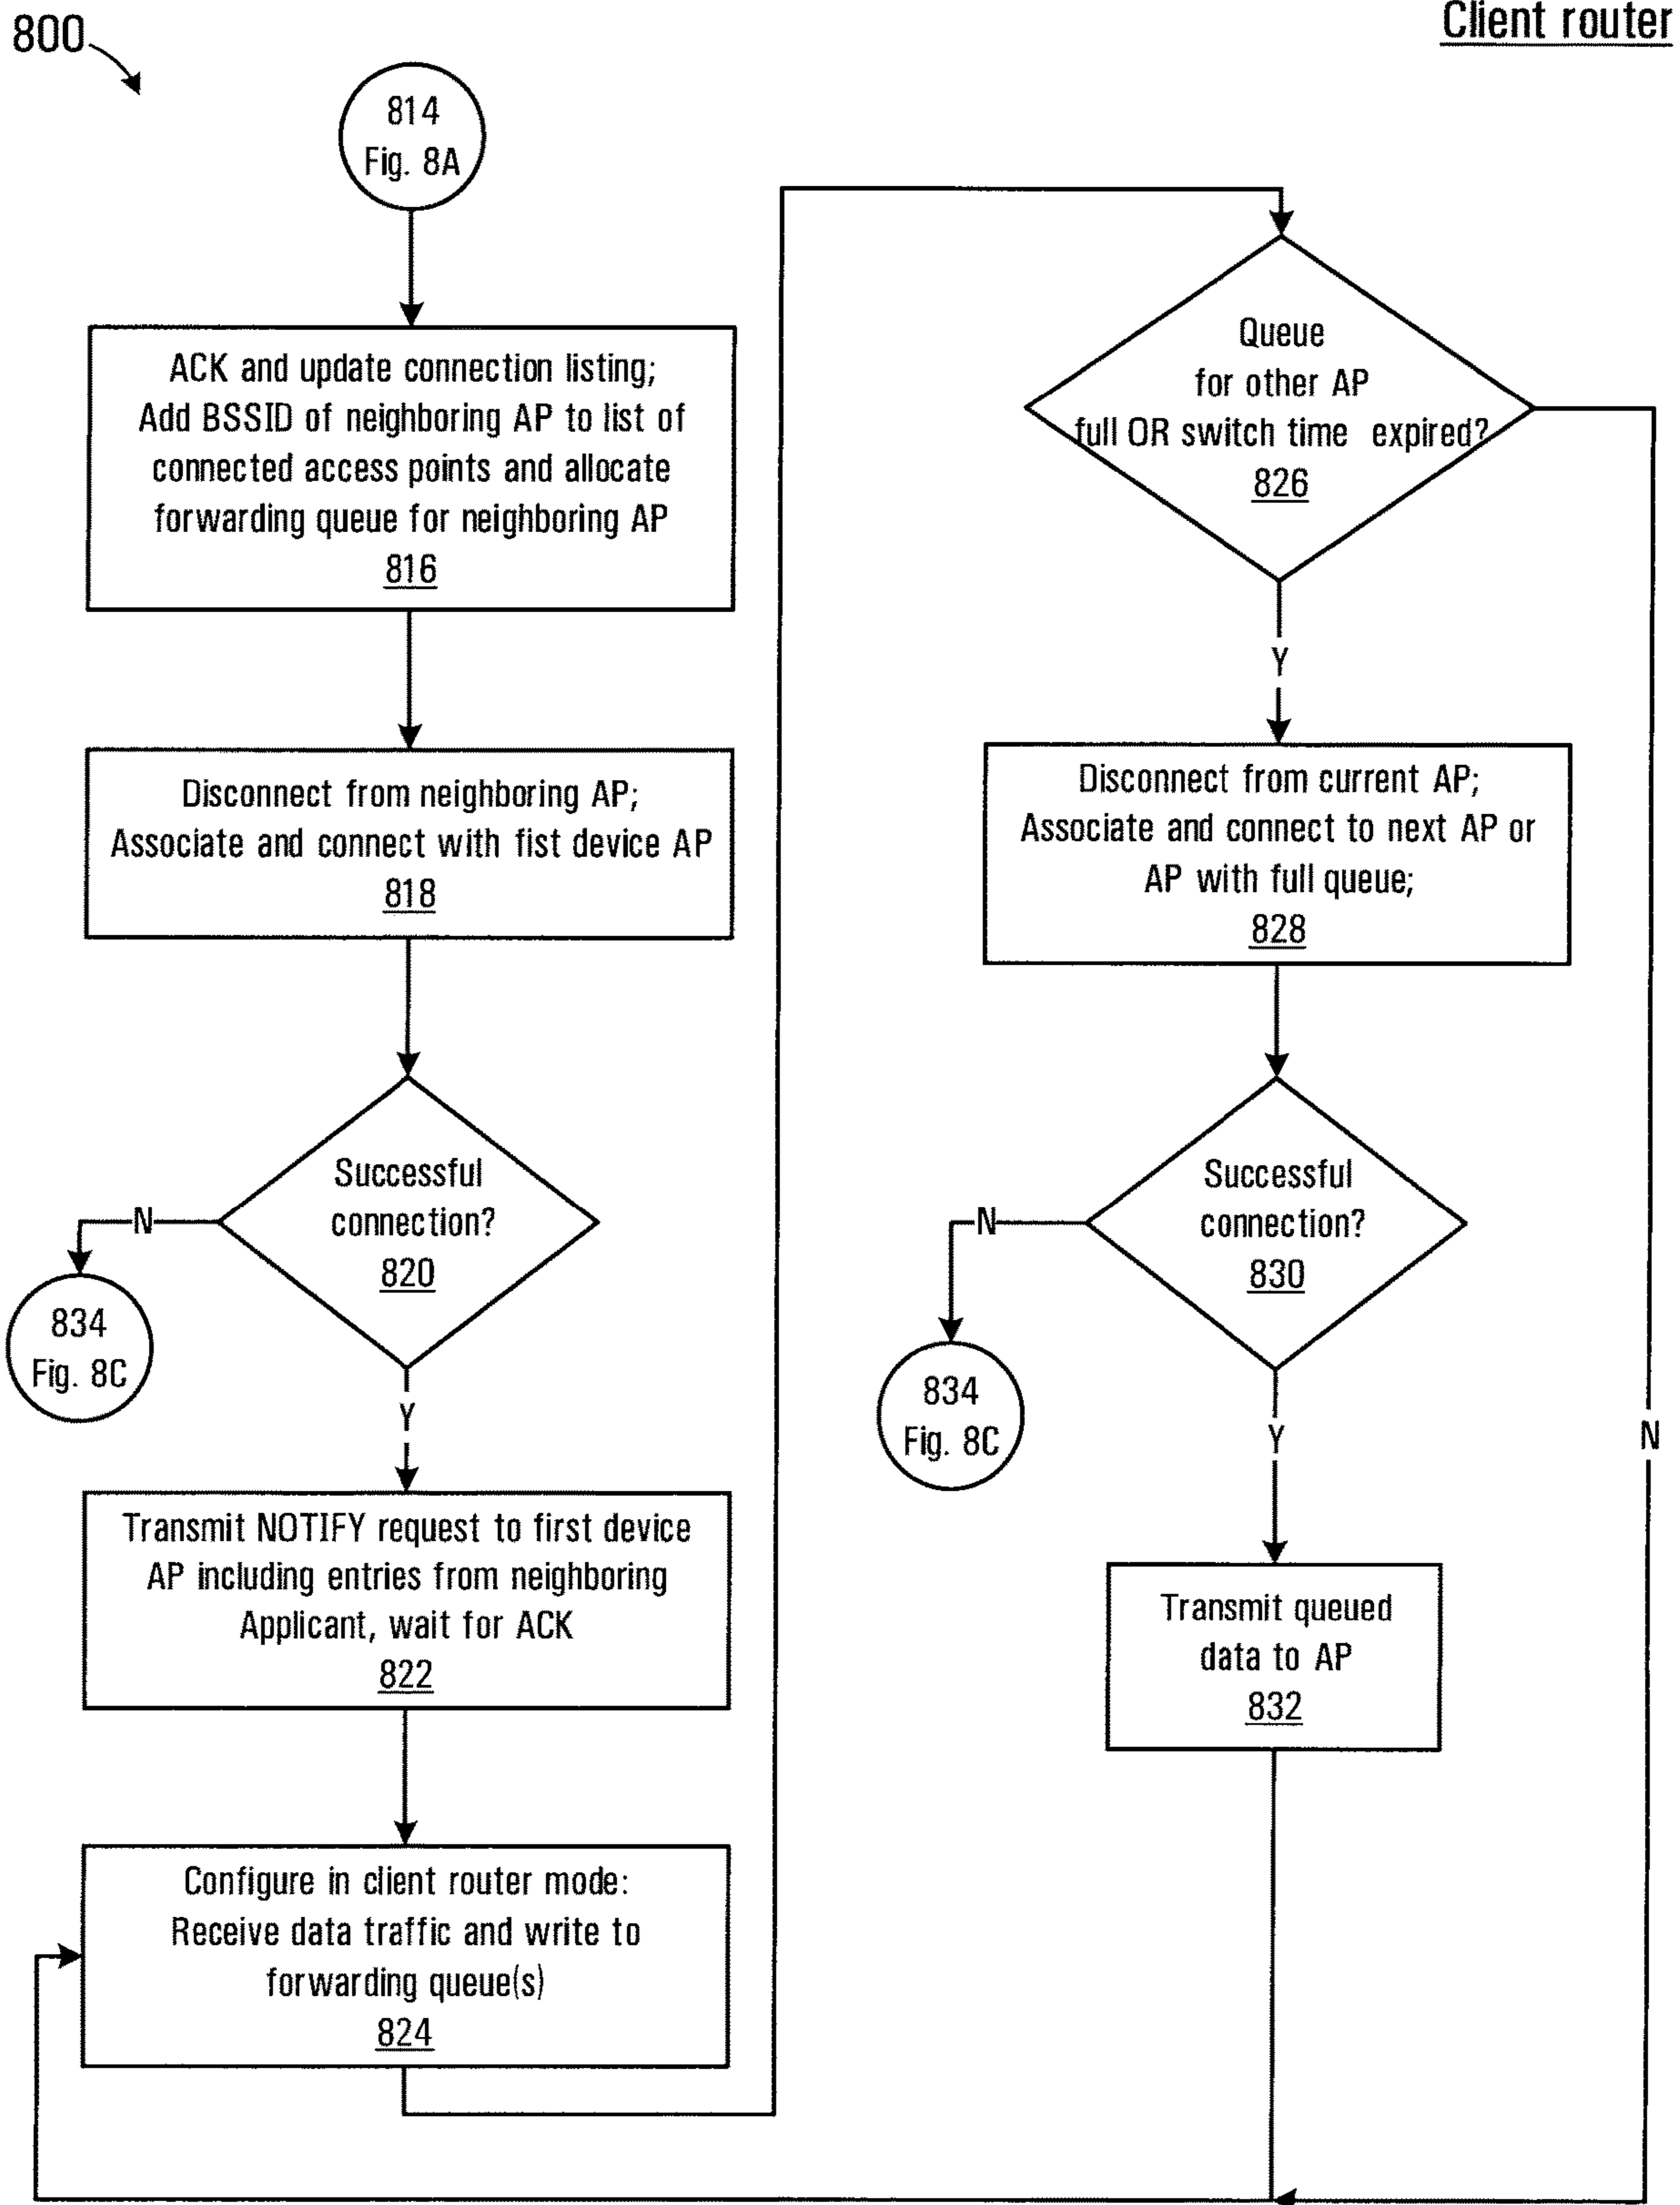 800
Client router
814
Fig. 8A
ACK and update connection listing;
Add BSSID of neighboring AP to list of
connected access points and allocate
forwarding queue for neighboring AP
816
Disconnect from neighboring AP;
Associate and connect with fist device AP
818
Successful
connection?
820
N
834
Fig. 8C
Y
Transmit NOTIFY request to first device
AP including entries from neighboring
Applicant, wait for ACK
822
Configure in client router mode:
Receive data traffic and write to
forwarding queue(s)
824
Queue
for other AP
full OR switch time expired?
826
Y
Disconnect from current AP;
Associate and connect to next AP or
AP with full queue;
828
Successful
connection?
830
N
834
Fig. 8C
Y
N
Transmit queued
data to AP
832